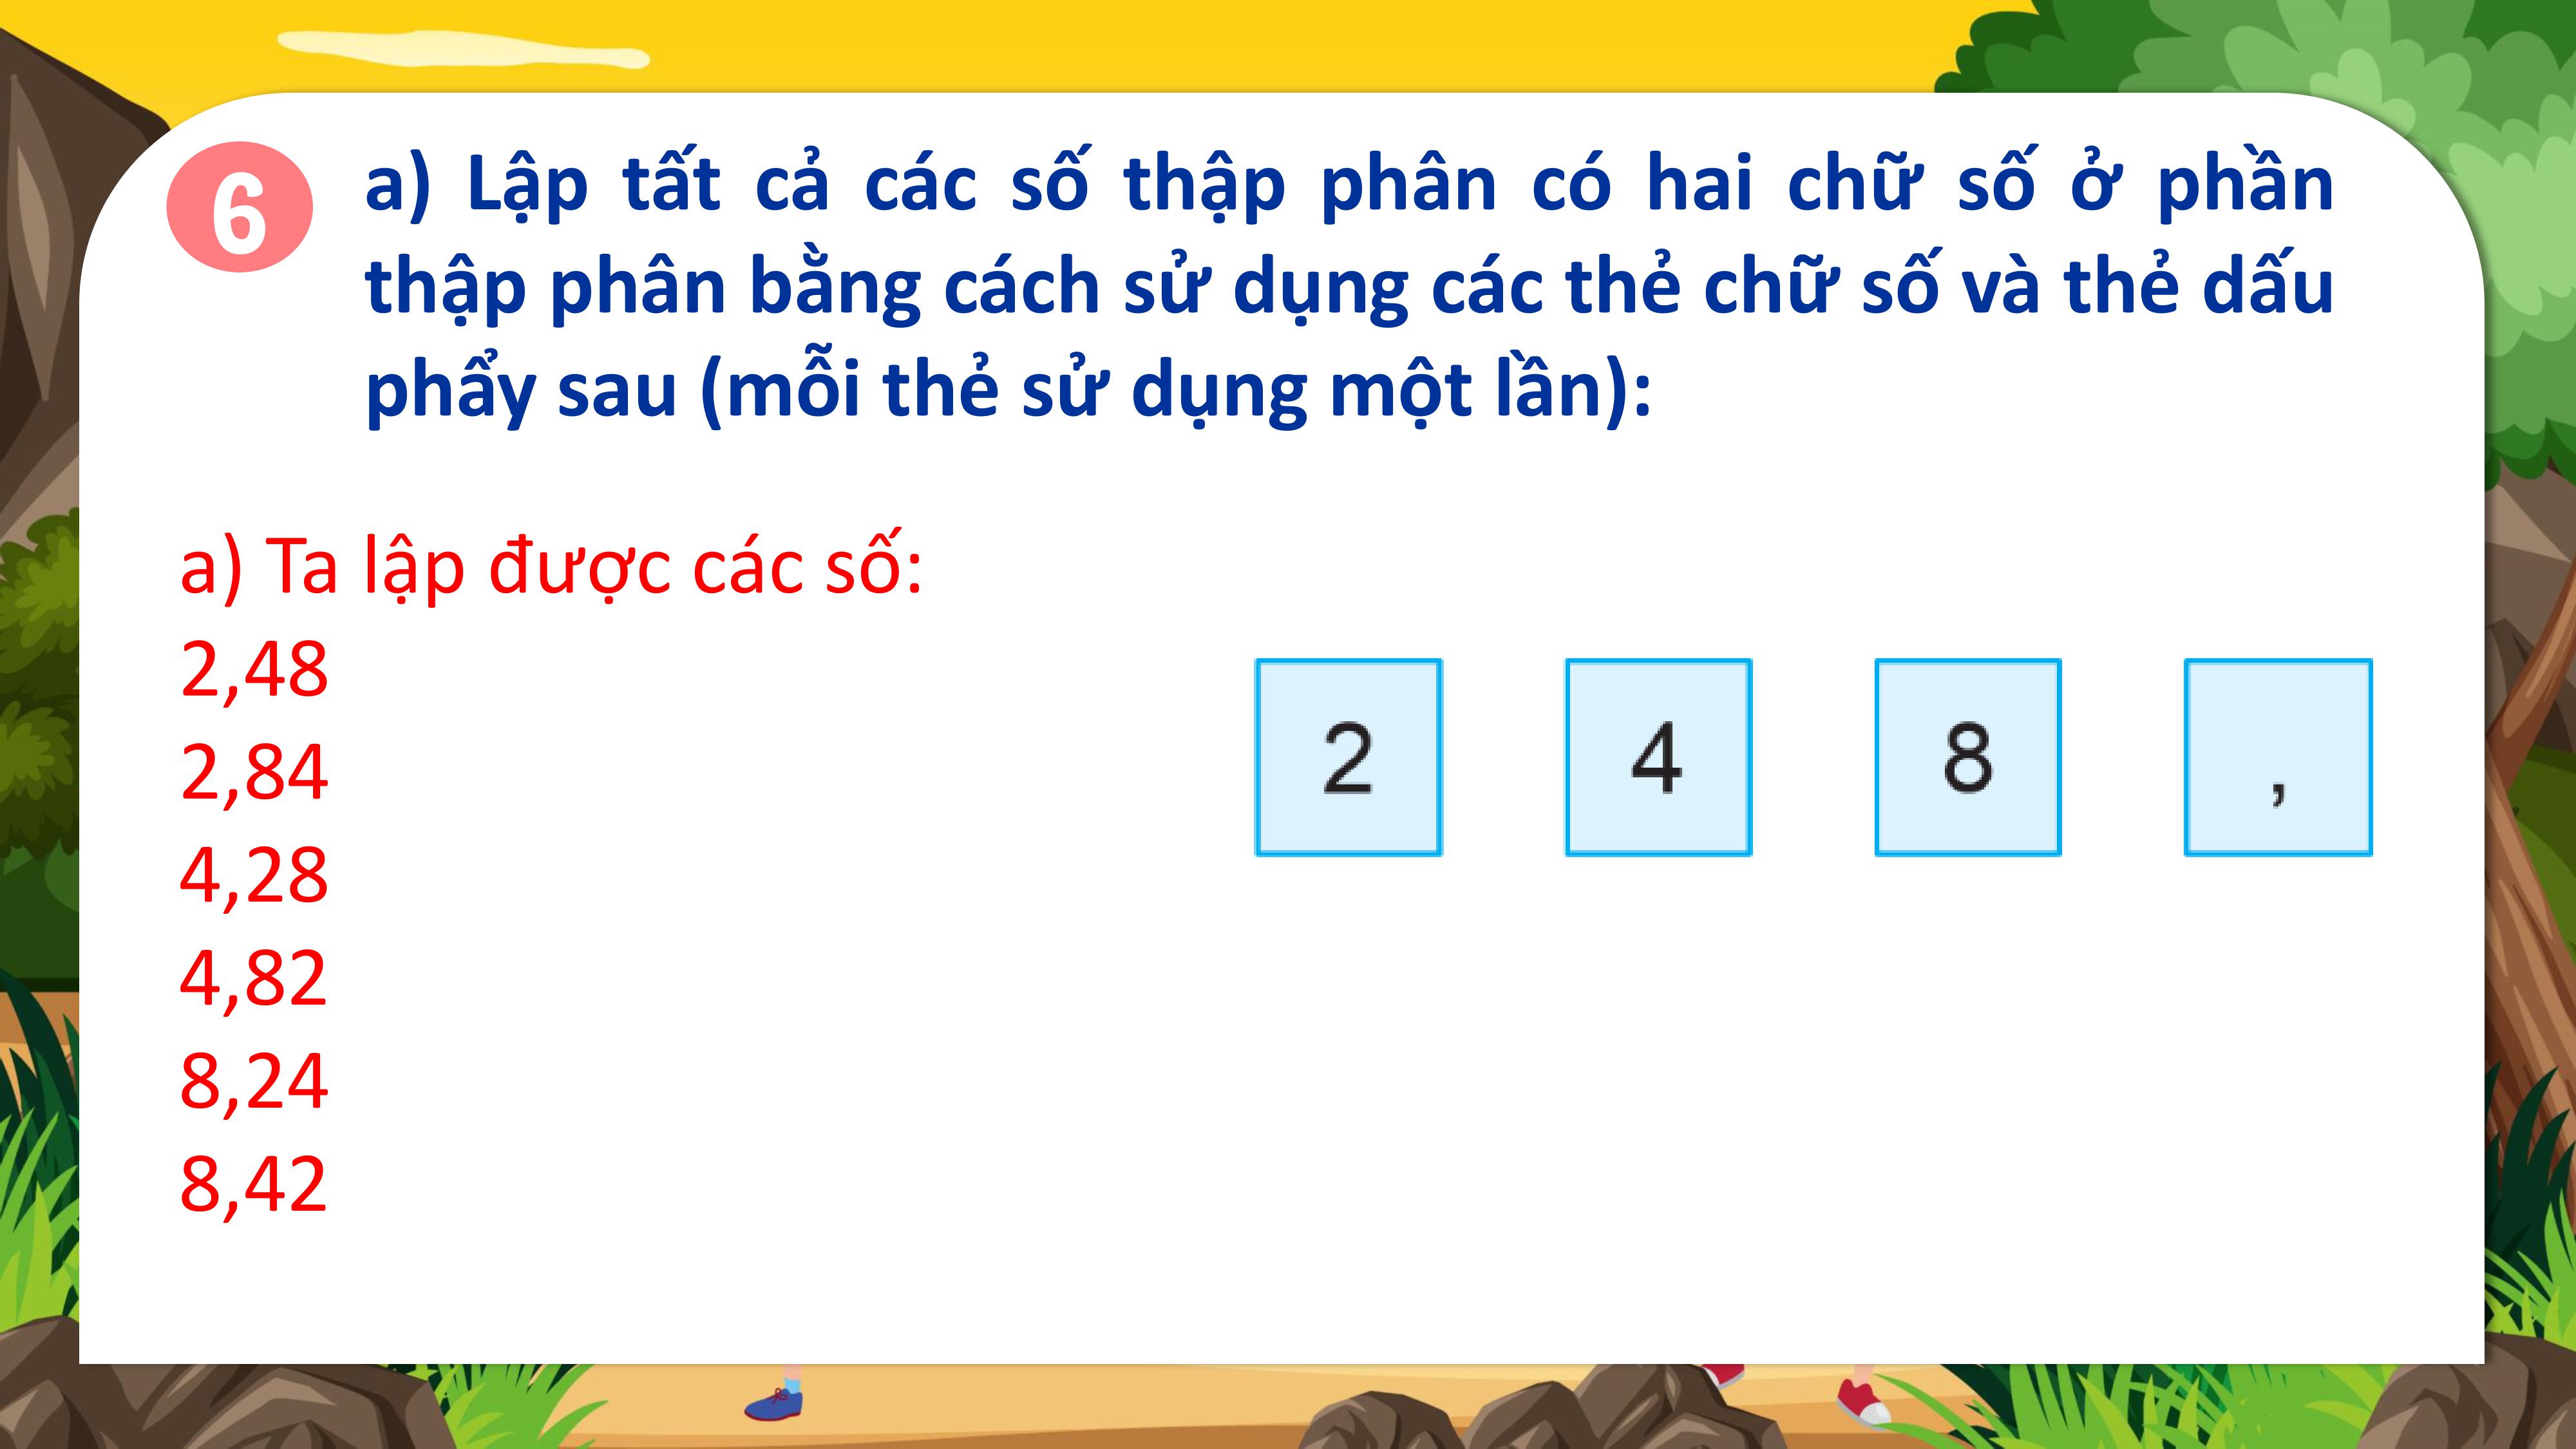 6
a) Lập tất cả các số thập phân có hai chữ số ở phần
thập phân bằng cách sử dụng các thẻ chữ số và thẻ dấu
phẩy sau (mỗi thẻ sử dụng một lần):
a) Ta lập được các số:
2,48
2,84
4,28
4,82
8,24
8,42
2 4 8 ,